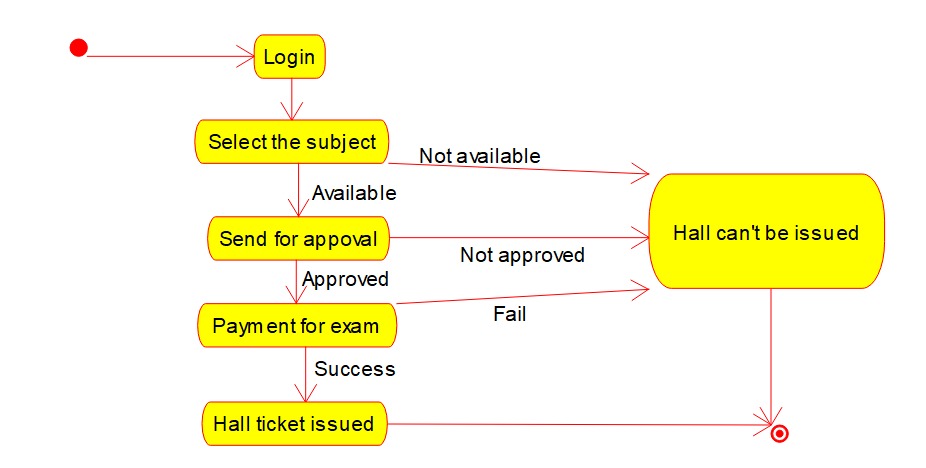 Login
Select the subject
Not available
Available
Hall can't be issued
Send for appoval
Not approved
Approved
Fail
Payment for exam
Success
Hall ticket issued